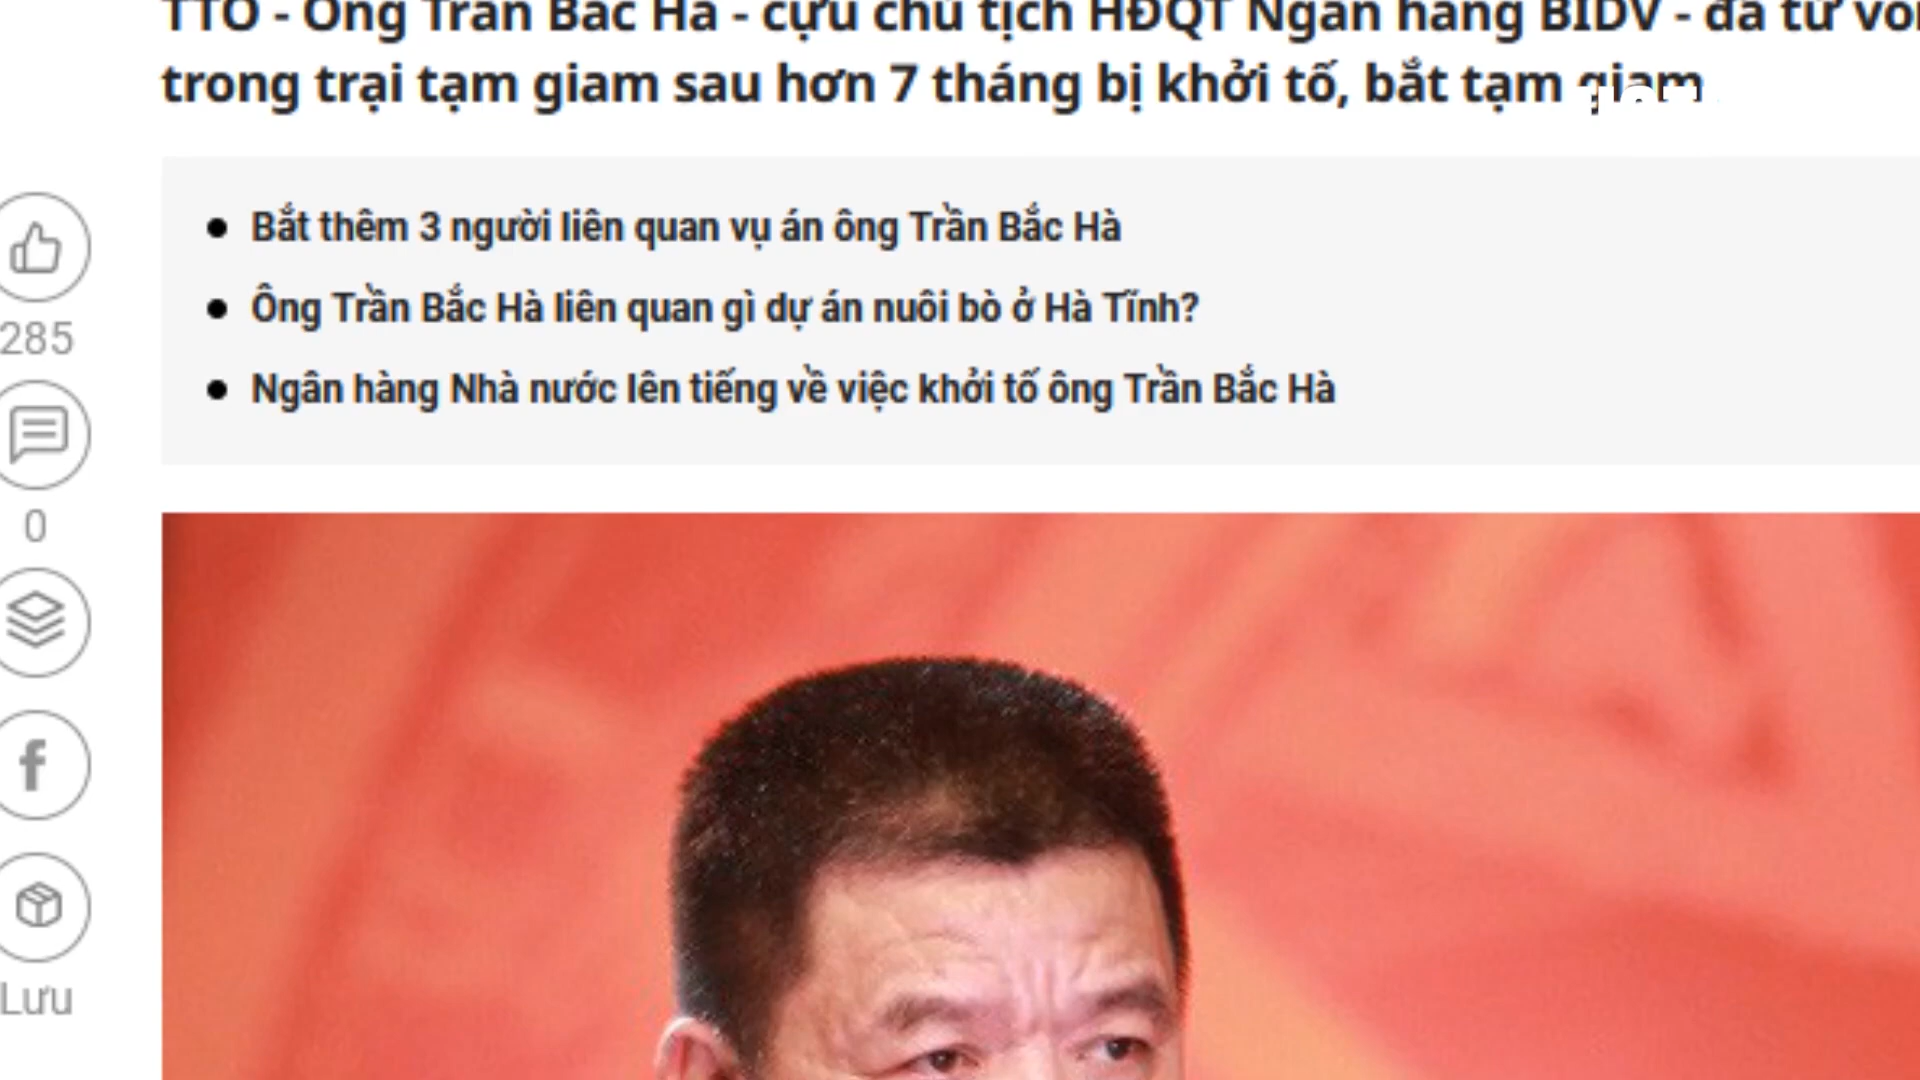 TTO - Ông Trần Bắc Hà - cựu chủ tịch HĐQT Ngân hàng BIDV - đã tử
trong trại tạm giam sau hơn 7 tháng bị khởi tố, bắt tạm giam
Bắt thêm 3 người liên quan vụ án ông Trần Bắc Hà
Ông Trần Bắc Hà liên quan gì dự án nuôi bò ở Hà Tĩnh?
Ngân hàng Nhà nước lên tiếng về việc khởi tố ông Trần Bắc Hà
285
0
Lưu